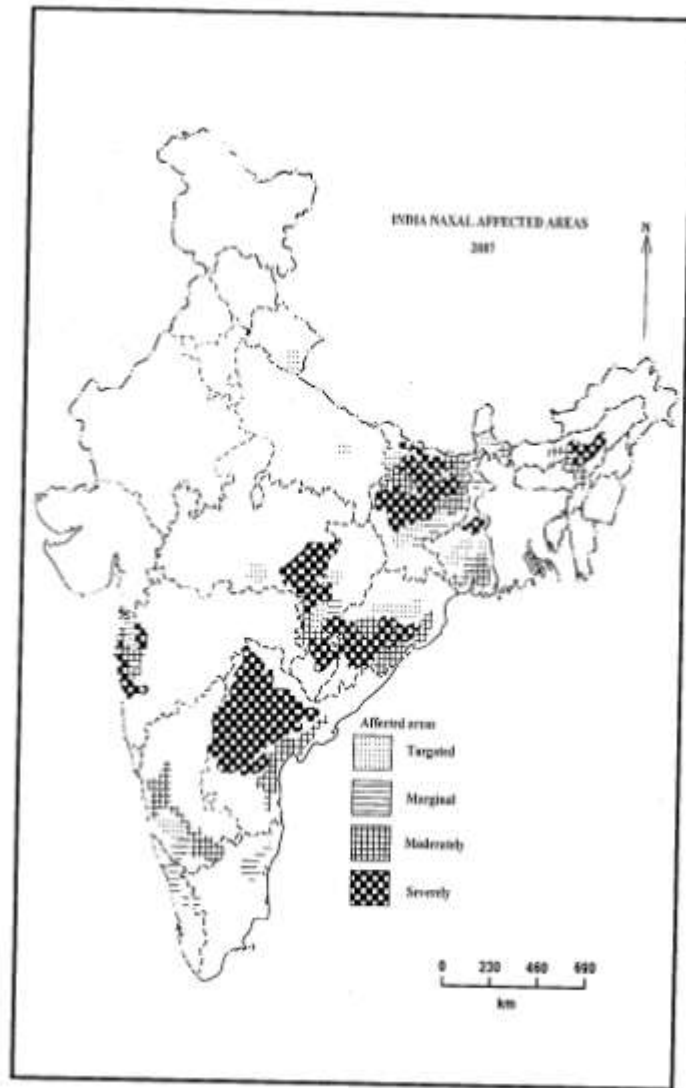 INDIA NAXAL AFFECTED AREAS
2007
N
Affected areas
Targeted
Marginal
Moderately
Severely
0 230 460 690
km